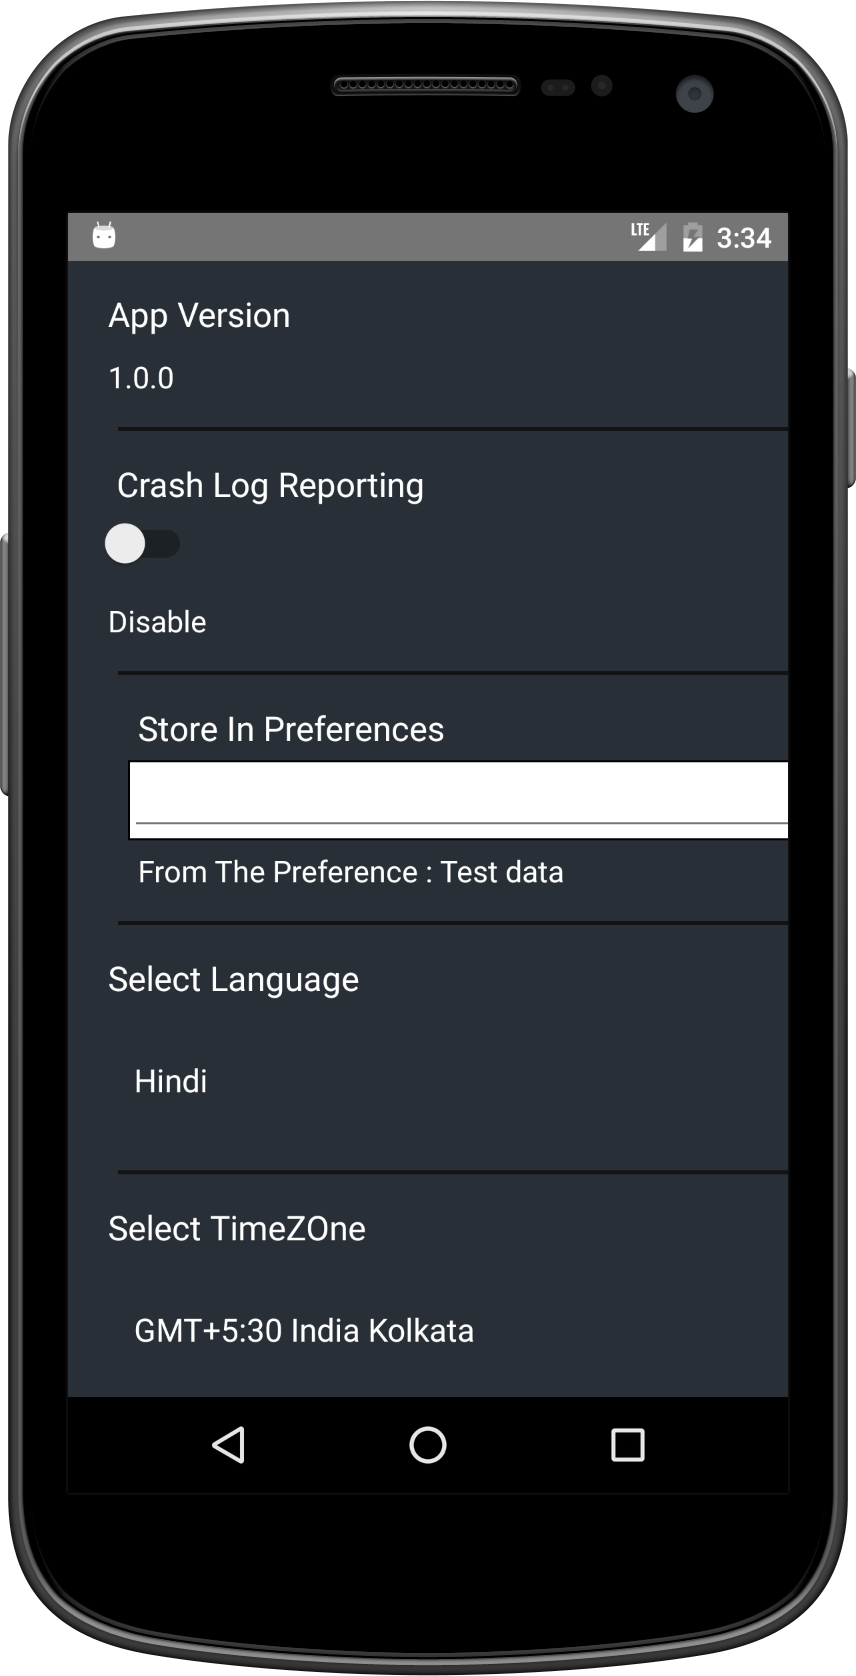 LTE 3:34
App Version
1.0.0
Crash Log Reporting
Disable
Store In Preferences
From The Preference : Test data
Select Language
Hindi
Select TimeZOne
GMT+5:30 India Kolkata